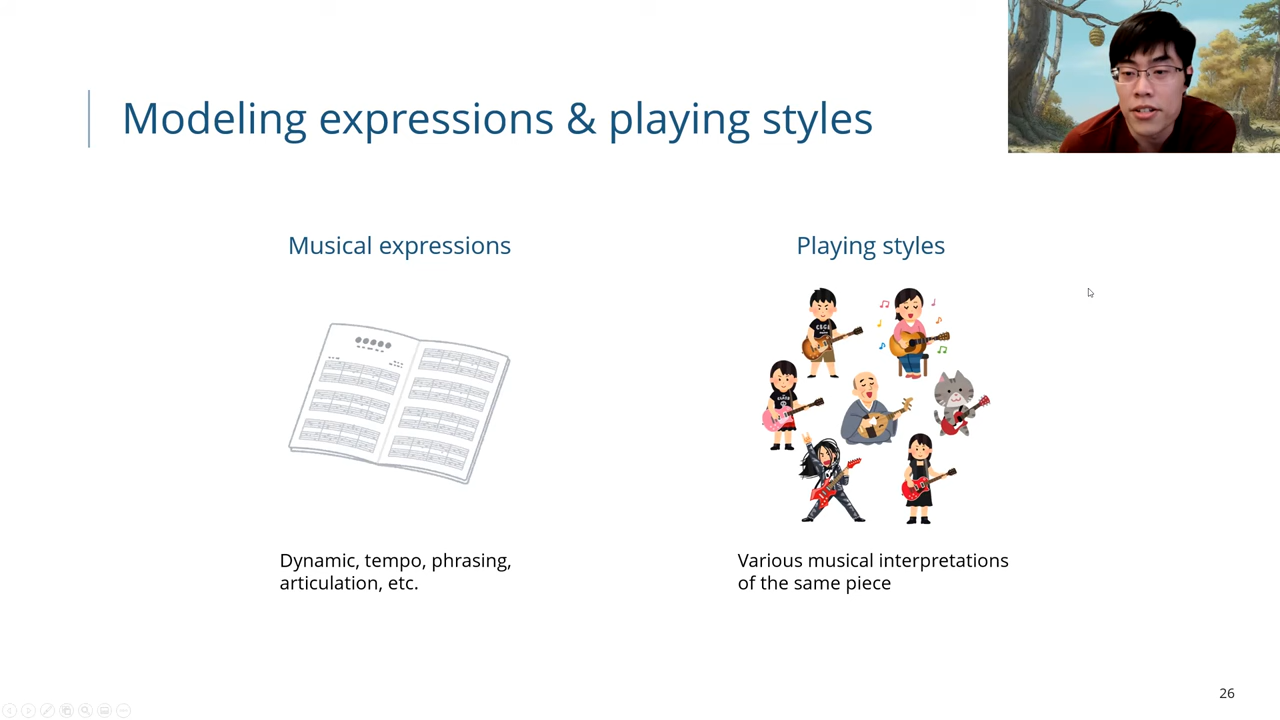 Modeling expressions & playing styles
Musical expressions
Playing styles
Dynamic, tempo, phrasing,
articulation, etc.
Various musical interpretations
of the same piece
26